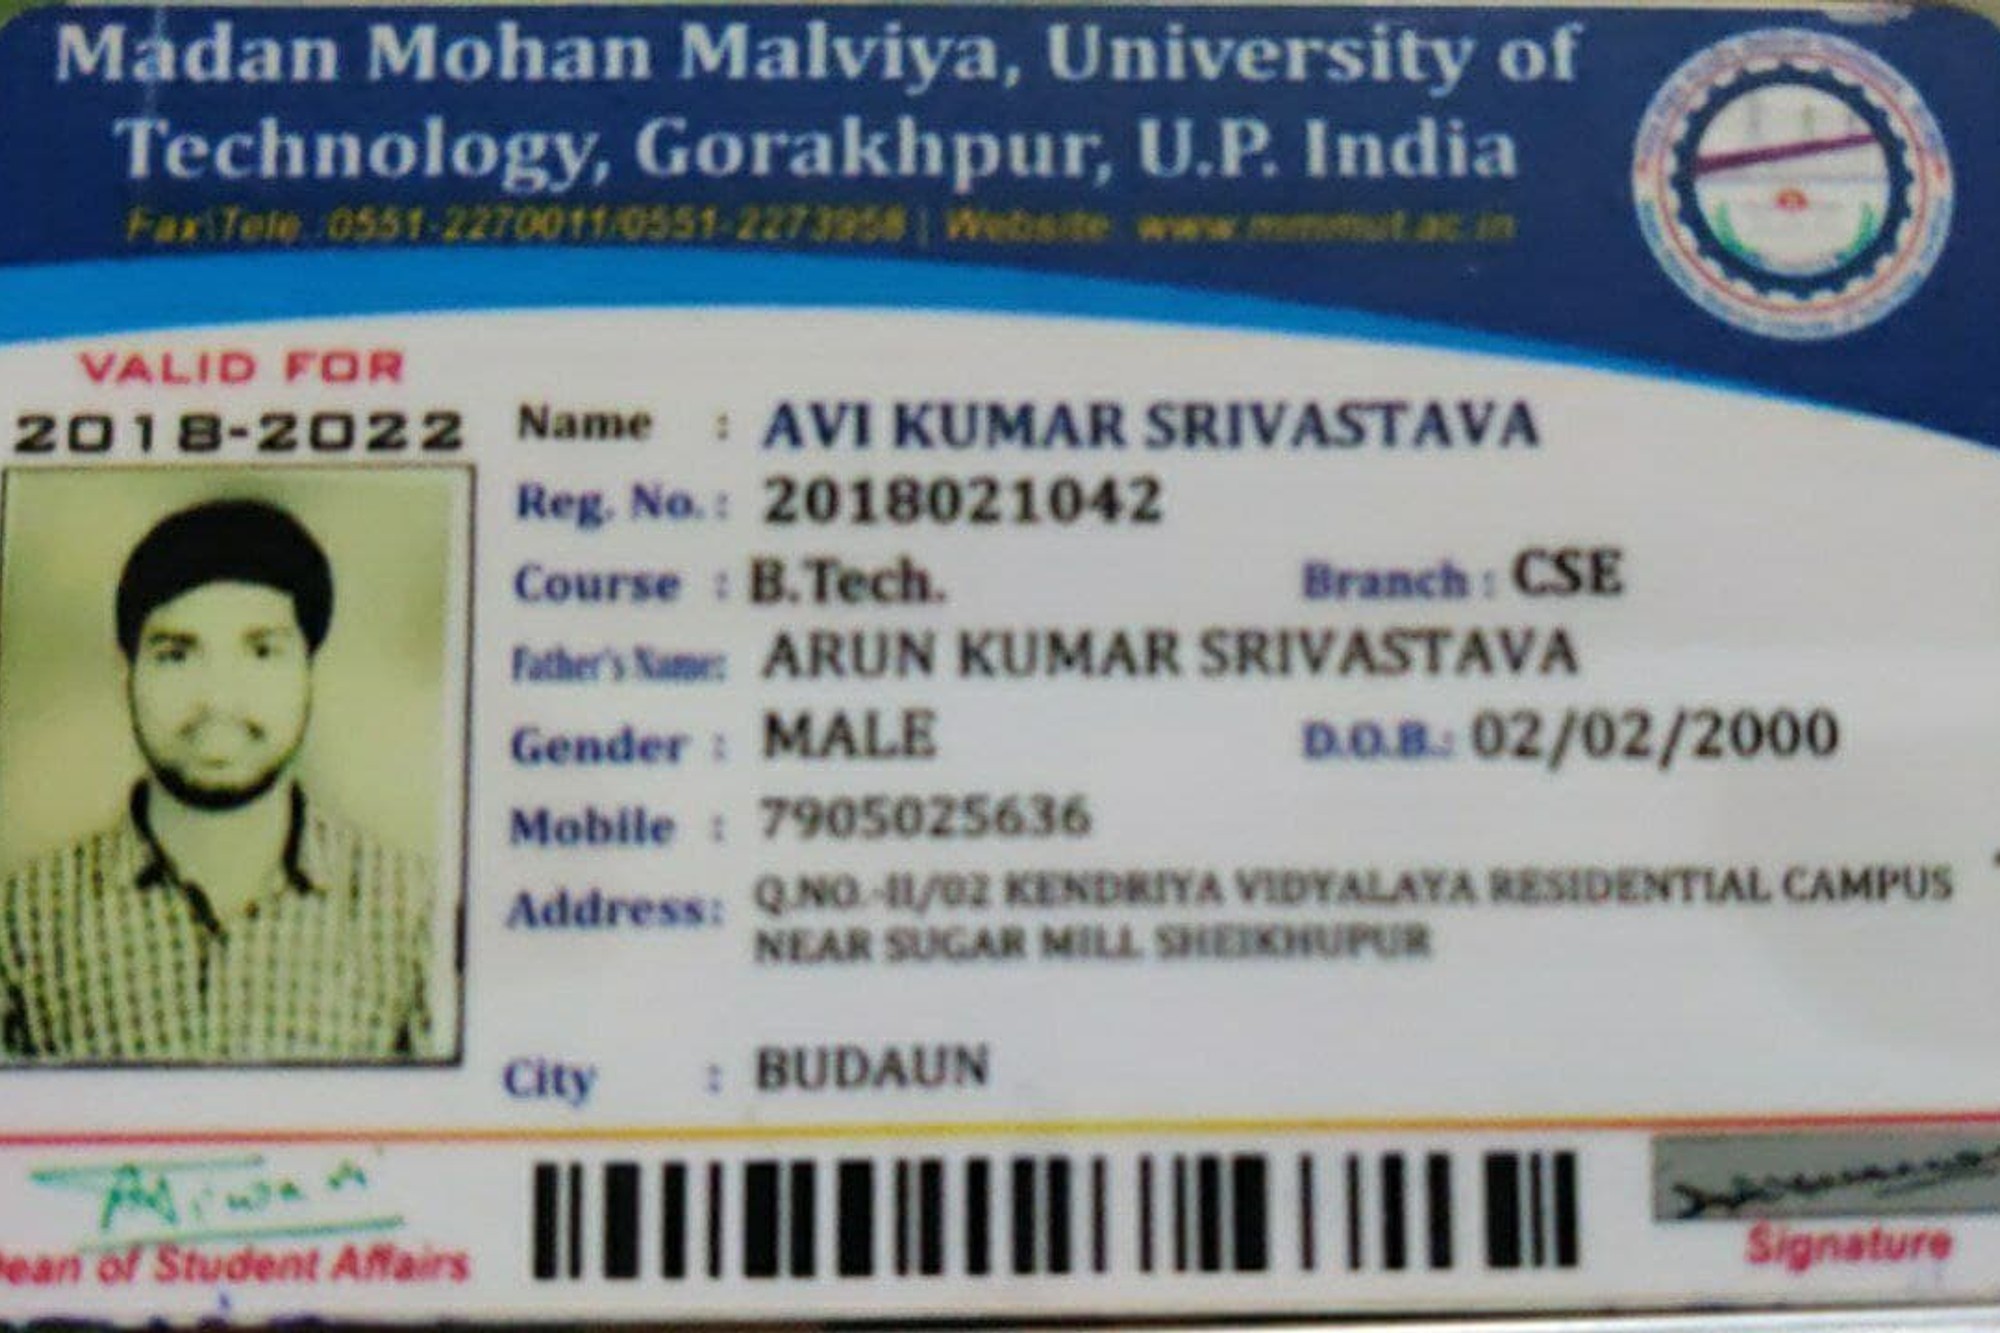 Madan Mohan Malviya, University of
Technology, Gorakhpur, U.P. India
Fax\Tele :0551-2270011/0551-2273958 | Website: www.mmmut.ac.in
VALID FOR
2018-2022
Name : AVI KUMAR SRIVASTAVA
Reg. No. : 2018021042
Course : B.Tech. Branch : CSE
Father's Name: ARUN KUMAR SRIVASTAVA
Gender : MALE D.O.B.: 02/02/2000
Mobile : 7905025636
Address: Q.NO.-II/02 KENDRIYA VIDYALAYA RESIDENTIAL CAMPUS
NEAR SUGAR MILL SHEIKHUPUR
City : BUDAUN
Dean of Student Affairs
Signature